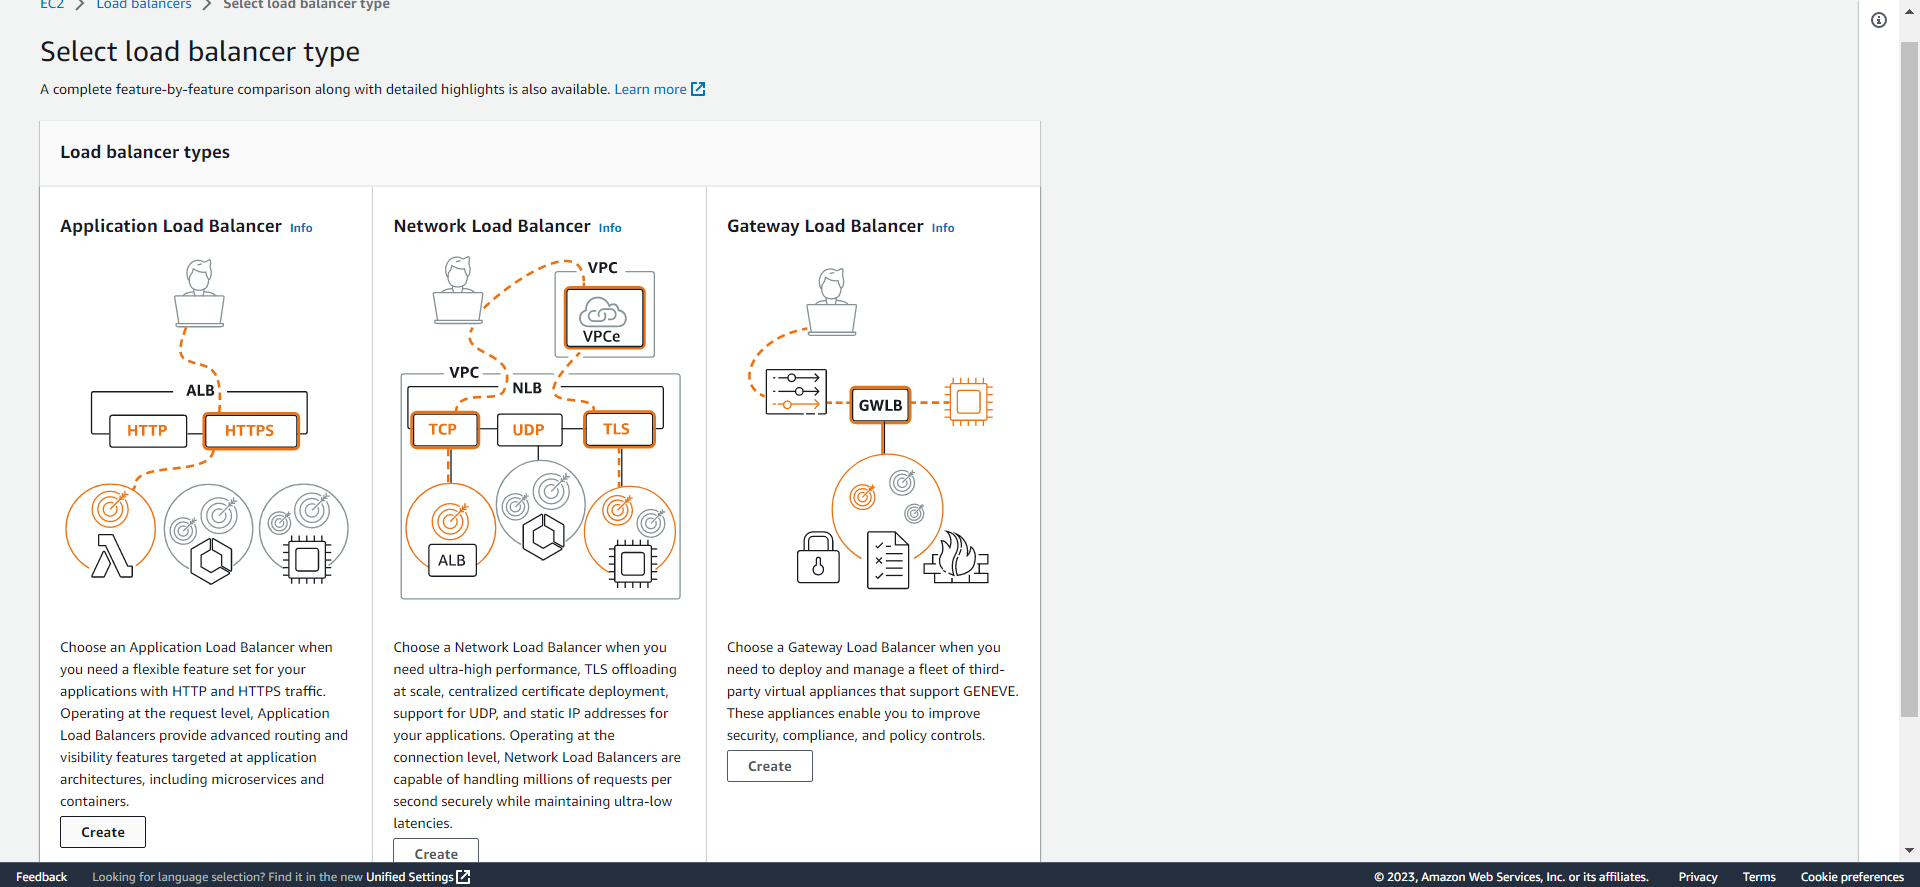 EC2 > Load balancers > Select load balancer type
Select load balancer type
A complete feature-by-feature comparison along with detailed highlights is also available. Learn more
Load balancer types
Application Load Balancer Info
ALB
HTTP HTTPS
Choose an Application Load Balancer when
you need a flexible feature set for your
applications with HTTP and HTTPS traffic.
Operating at the request level, Application
Load Balancers provide advanced routing and
visibility features targeted at application
architectures, including microservices and
containers.
Create
Network Load Balancer Info
VPC
VPCe
VPC
NLB
TCP UDP TLS
ALB
Choose a Network Load Balancer when you
need ultra-high performance, TLS offloading
at scale, centralized certificate deployment,
support for UDP, and static IP addresses for
your applications. Operating at the
connection level, Network Load Balancers are
capable of handling millions of requests per
second securely while maintaining ultra-low
latencies.
Create
Gateway Load Balancer Info
GWLB
Choose a Gateway Load Balancer when you
need to deploy and manage a fleet of third-
party virtual appliances that support GENEVE.
These appliances enable you to improve
security, compliance, and policy controls.
Create
Feedback Looking for language selection? Find it in the new Unified Settings © 2023, Amazon Web Services, Inc. or its affiliates. Privacy Terms Cookie preferences